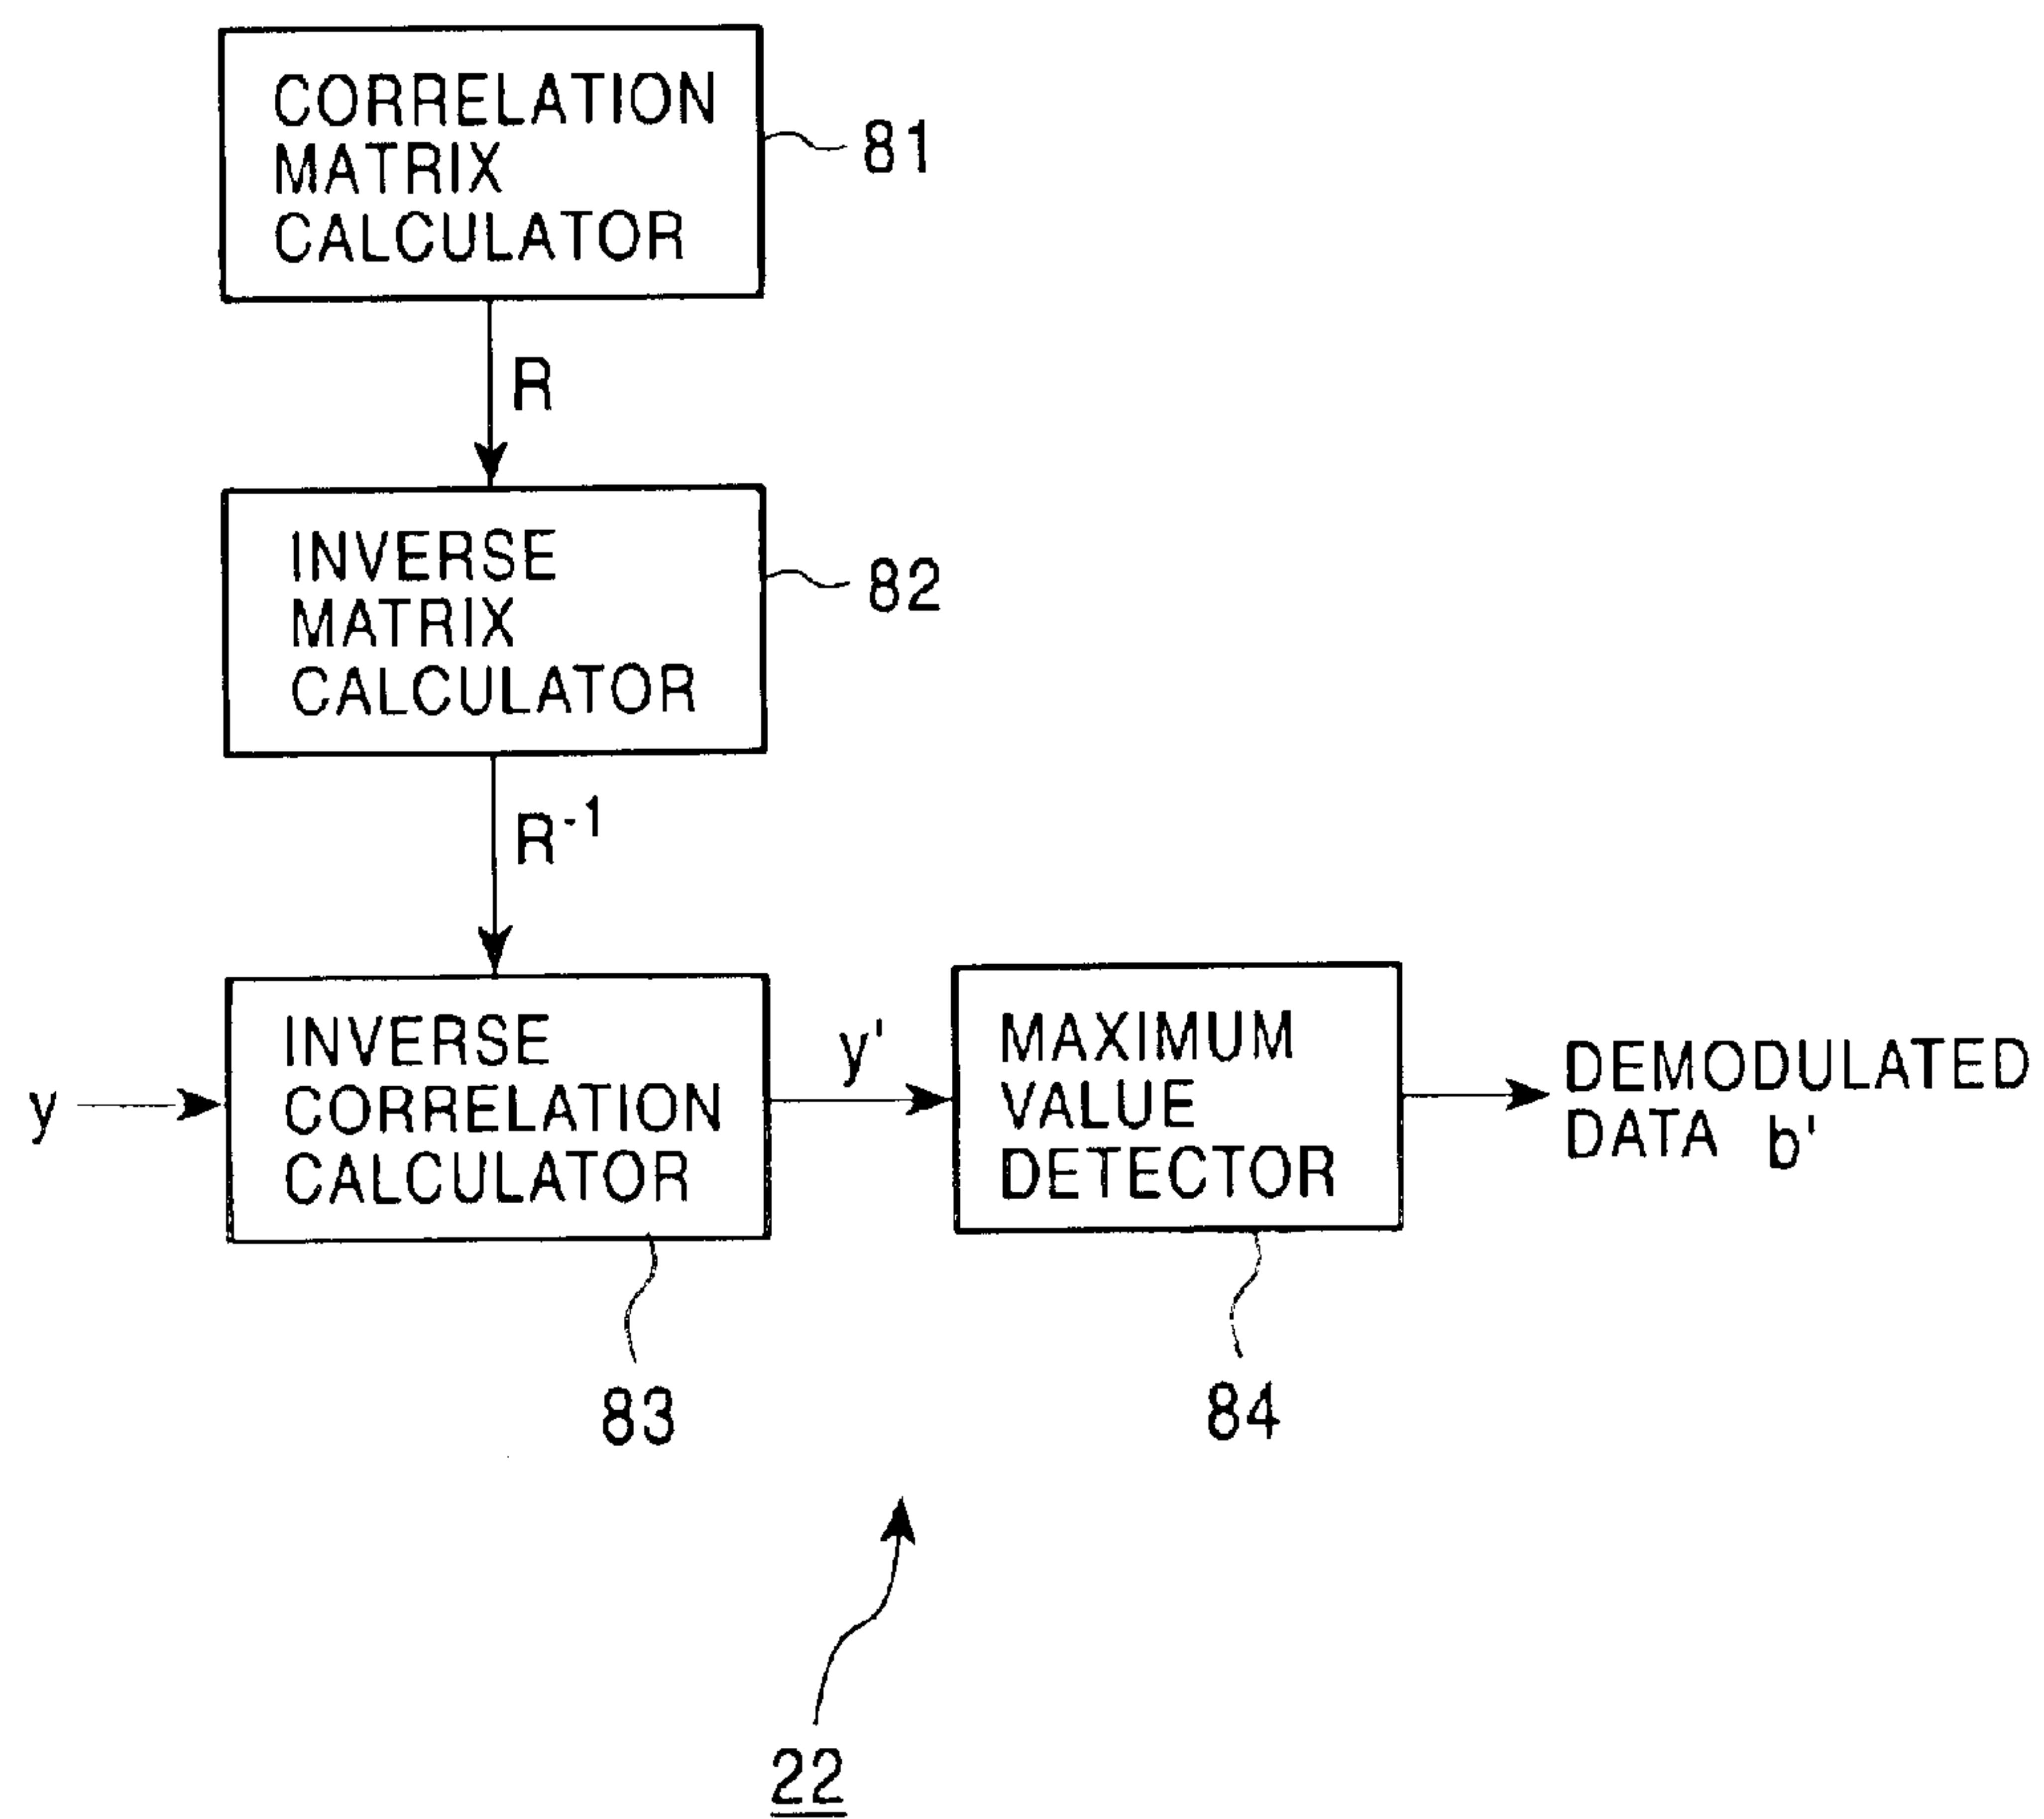 CORRELATION
MATRIX
CALCULATOR
81
R
INVERSE
MATRIX
CALCULATOR
82
R⁻¹
y
INVERSE
CORRELATION
CALCULATOR
83
y'
MAXIMUM
VALUE
DETECTOR
84
DEMODULATED
DATA b'
22